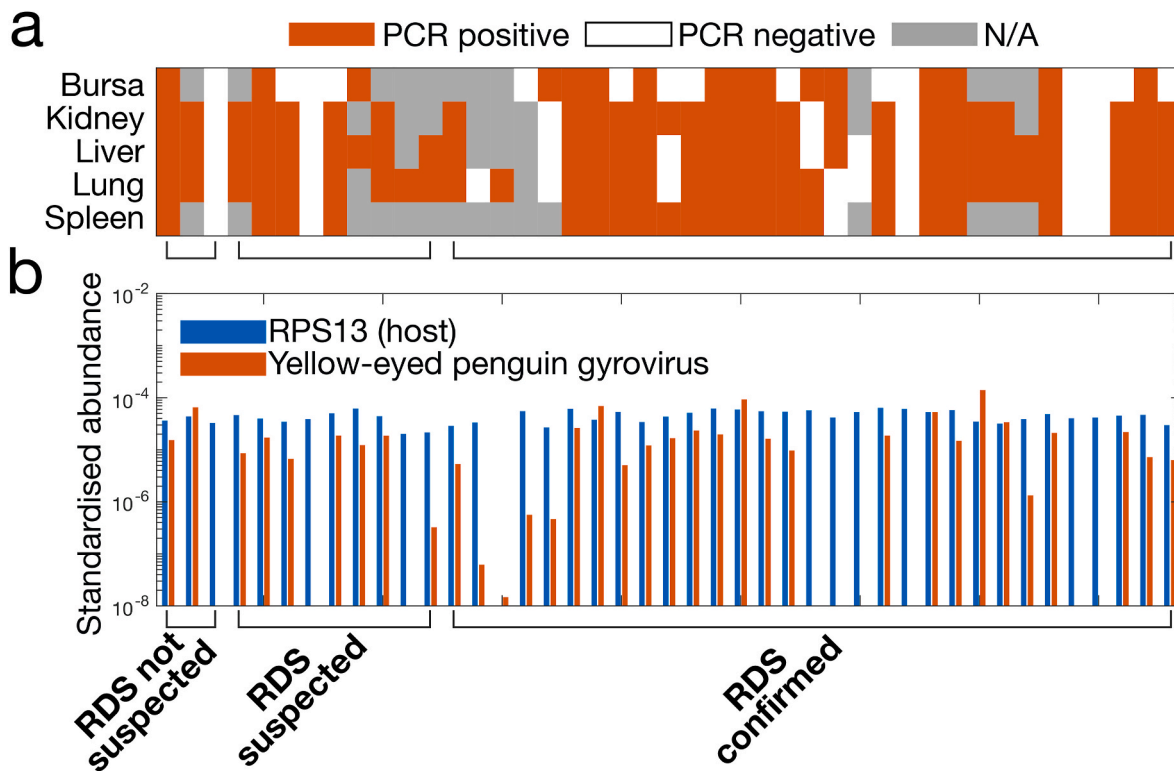 a
PCR positive PCR negative N/A
Bursa
Kidney
Liver
Lung
Spleen
b
Standardised abundance
10-2
10-4
10-6
10-8
RPS13 (host)
Yellow-eyed penguin gyrovirus
RDS not
suspected
RDS
suspected
RDS
confirmed